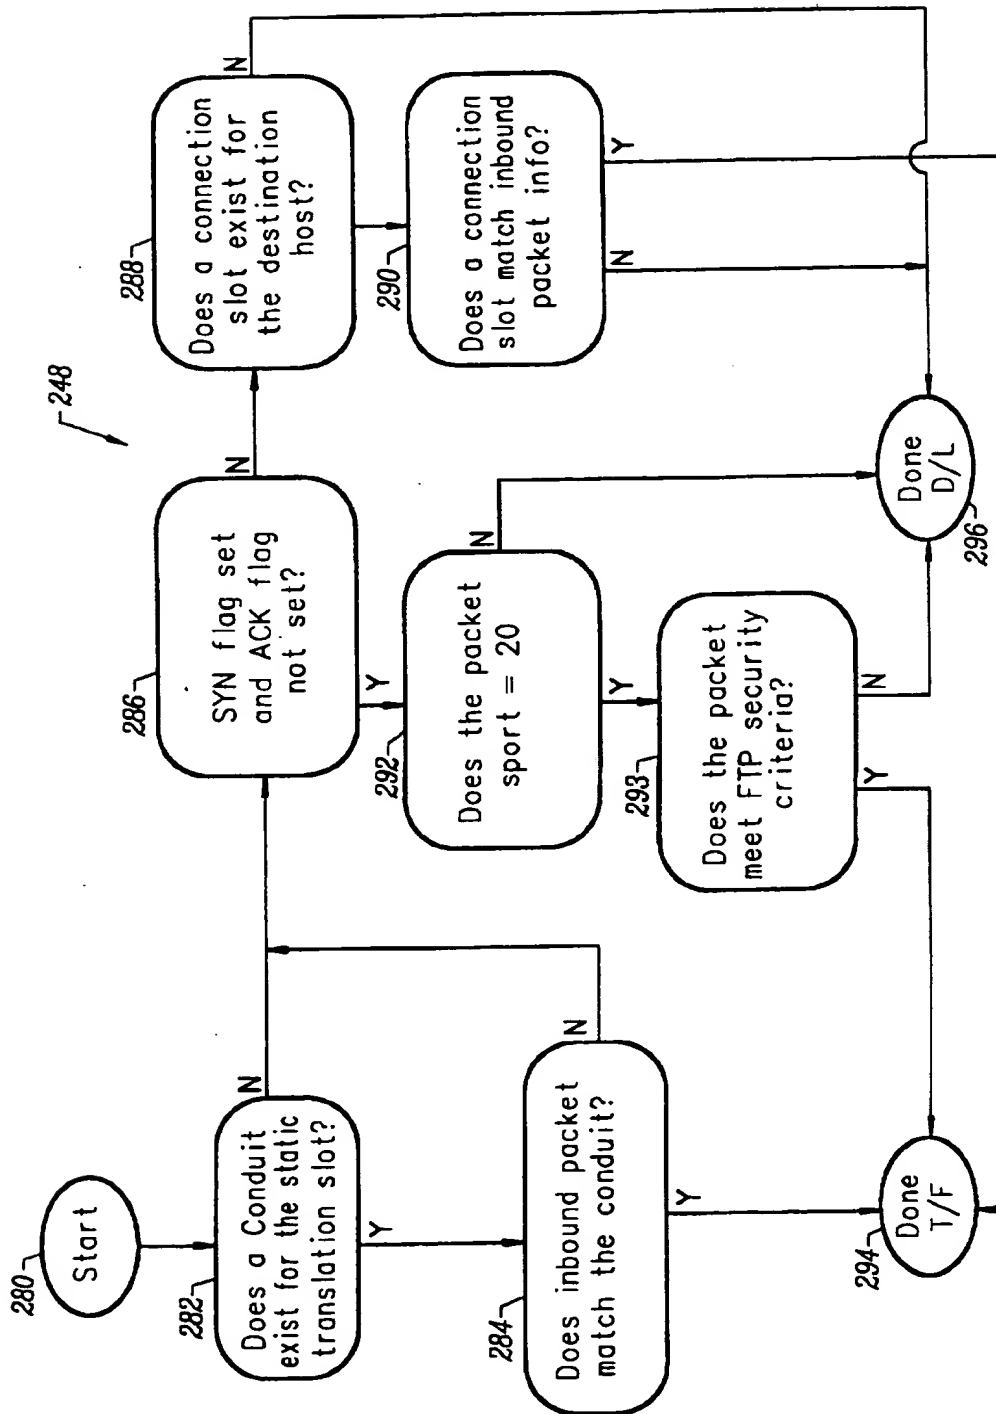 248
280
Start
282
Does a Conduit
exist for the static
translation slot?
N
Y
284
Does inbound packet
match the conduit?
N
Y
286
SYN flag set
and ACK flag
not set?
N
Y
288
Does a connection
slot exist for
the destination
host?
N
290
Does a connection
slot match inbound
packet info?
N
Y
292
Does the packet
sport = 20
N
Y
293
Does the packet
meet FTP security
criteria?
Y
N
294
Done
T/F
296
Done
D/L